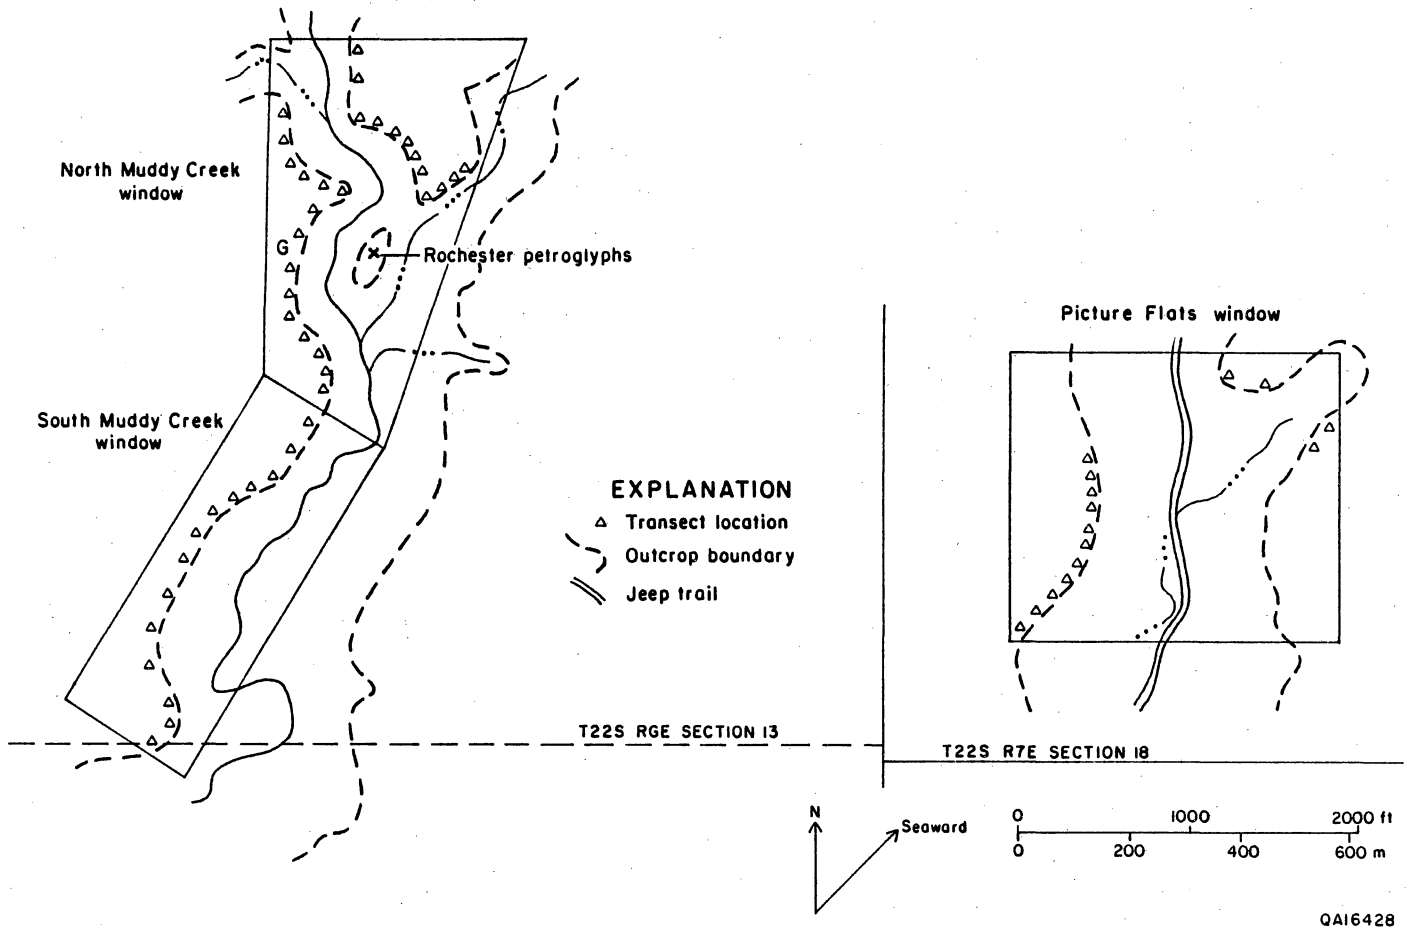 North Muddy Creek
window
G
Rochester petroglyphs
South Muddy Creek
window
EXPLANATION
Transect location
Outcrop boundary
Jeep trail
Picture Flats window
T22S RGE SECTION 13
T22S R7E SECTION 18
N
Seaward
0 1000 2000 ft
0 200 400 600 m
QA16428